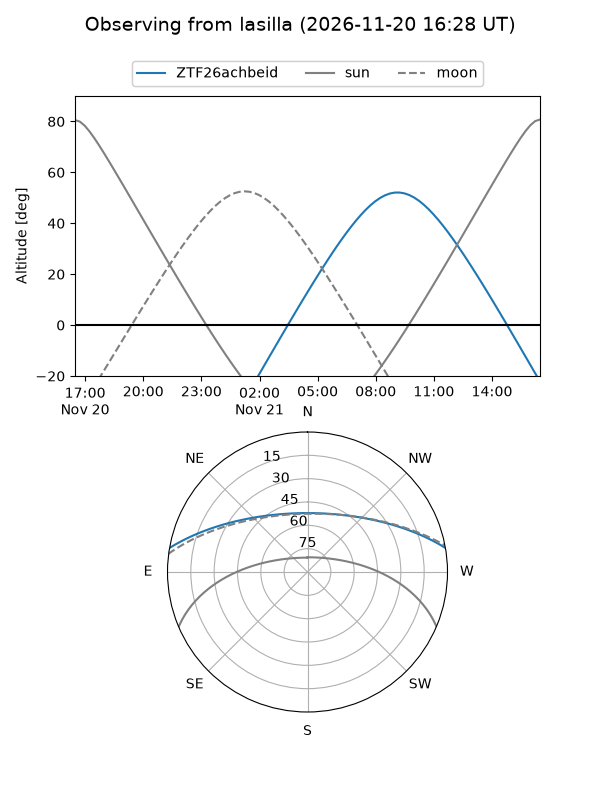 Observing from lasilla (2026-11-20 16:28 UT)
ZTF26achbeid
sun
moon
Altitude [deg]
80
60
40
20
0
−20
17:00
Nov 20
20:00
23:00
02:00
Nov 21
05:00
08:00
11:00
14:00
N
NE
NW
15
30
45
60
75
E
W
SE
SW
S